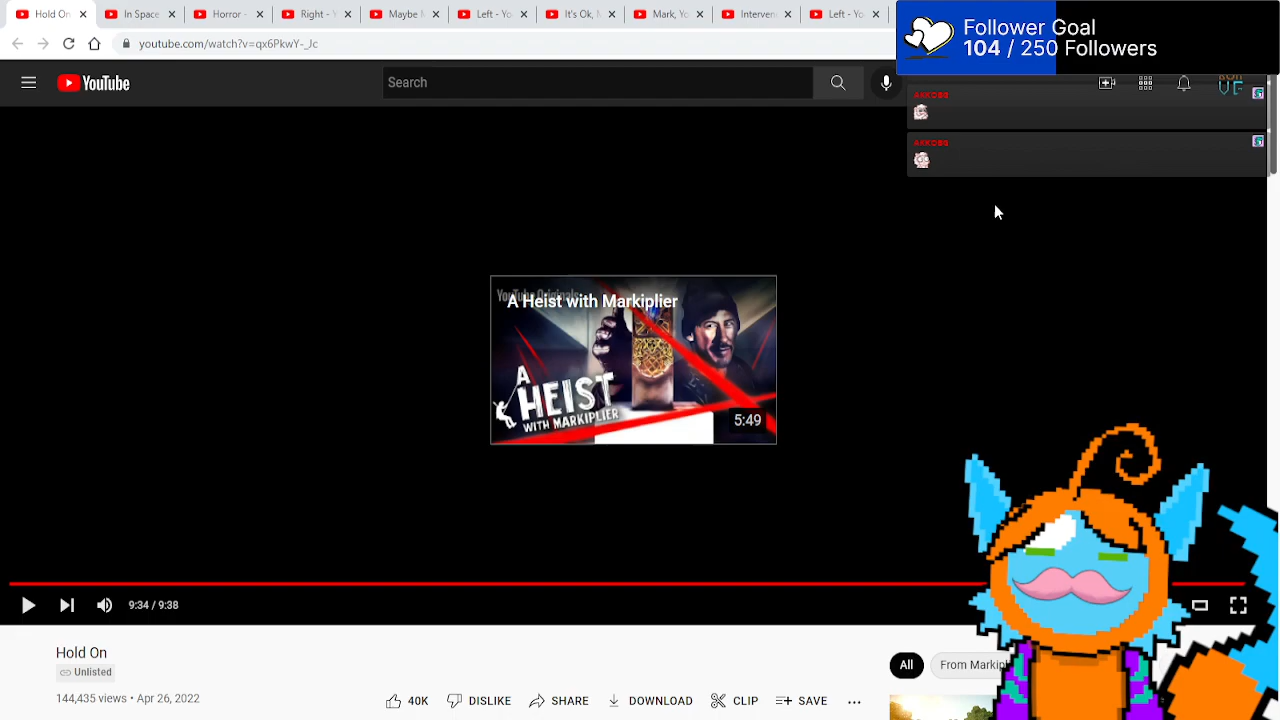 Hold On
In Space
Horror -
Right - Y
Maybe M
Left - Yo
It's Ok, M
Mark, Yo
Interven
Left - Yo
youtube.com/watch?v=qx6PkwY-_Jc
Follower Goal
104 / 250 Followers
YouTube
Search
AKKOBQ
AKKOBQ
YouTube Originals
A Heist with Markiplier
A
HEIST
WITH MARKIPLIER
5:49
9:34 / 9:38
Hold On
Unlisted
144,435 views • Apr 26, 2022
40K
DISLIKE
SHARE
DOWNLOAD
CLIP
SAVE
All
From Markipl